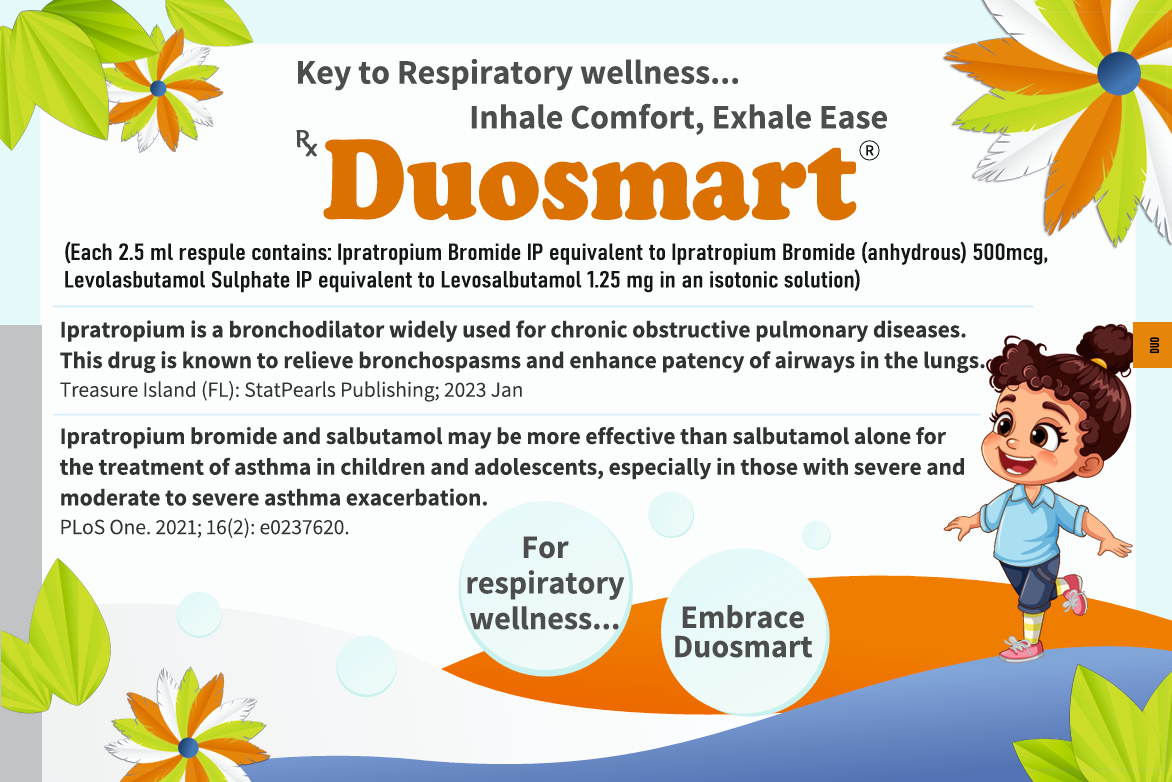 Key to Respiratory wellness...
Inhale Comfort, Exhale Ease
Rx Duosmart®
(Each 2.5 ml respule contains: Ipratropium Bromide IP equivalent to Ipratropium Bromide (anhydrous) 500mcg,
Levolasbutamol Sulphate IP equivalent to Levosalbutamol 1.25 mg in an isotonic solution)
Ipratropium is a bronchodilator widely used for chronic obstructive pulmonary diseases.
This drug is known to relieve bronchospasms and enhance patency of airways in the lungs.
Treasure Island (FL): StatPearls Publishing; 2023 Jan
DUO
Ipratropium bromide and salbutamol may be more effective than salbutamol alone for
the treatment of asthma in children and adolescents, especially in those with severe and
moderate to severe asthma exacerbation.
PLoS One. 2021; 16(2): e0237620.
For
respiratory
wellness...
Embrace
Duosmart